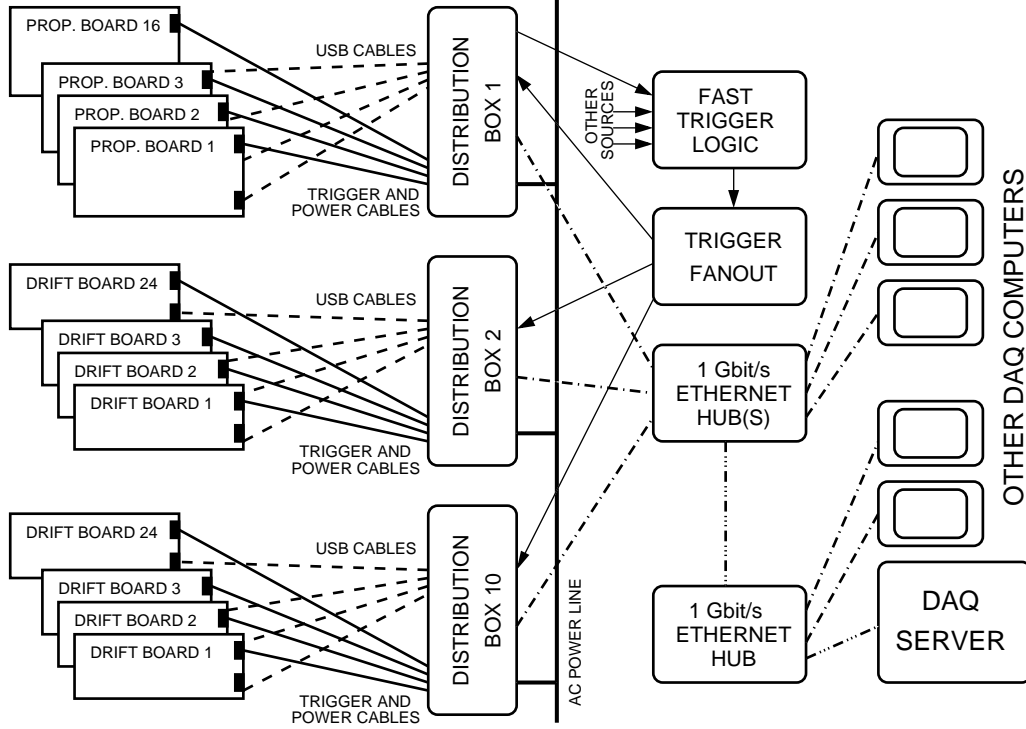 PROP. BOARD 16
PROP. BOARD 3
PROP. BOARD 2
PROP. BOARD 1
USB CABLES
TRIGGER AND
POWER CABLES
DISTRIBUTION
BOX 1
OTHER
SOURCES
FAST
TRIGGER
LOGIC
TRIGGER
FANOUT
DRIFT BOARD 24
DRIFT BOARD 3
DRIFT BOARD 2
DRIFT BOARD 1
USB CABLES
TRIGGER AND
POWER CABLES
DISTRIBUTION
BOX 2
1 Gbit/s
ETHERNET
HUB(S)
OTHER DAQ COMPUTERS
DRIFT BOARD 24
DRIFT BOARD 3
DRIFT BOARD 2
DRIFT BOARD 1
USB CABLES
TRIGGER AND
POWER CABLES
DISTRIBUTION
BOX 10
AC POWER LINE
1 Gbit/s
ETHERNET
HUB
DAQ
SERVER